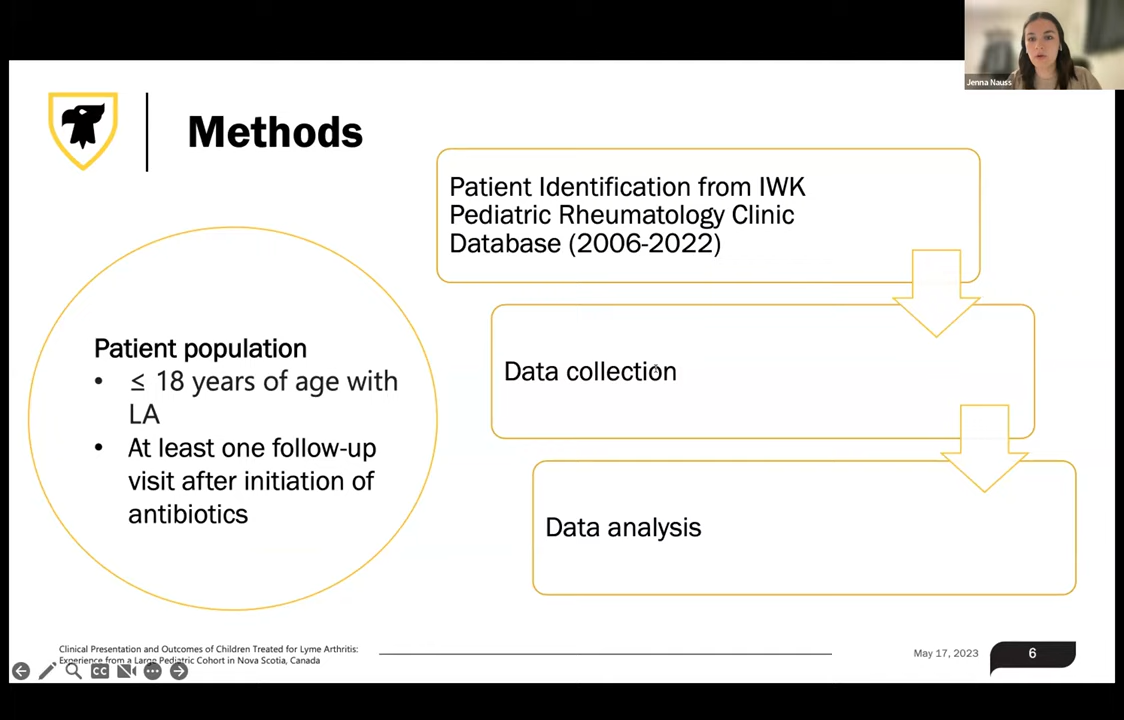 Jenna Nauss
Methods
Patient population
• ≤ 18 years of age with
LA
• At least one follow-up
visit after initiation of
antibiotics
Patient Identification from IWK
Pediatric Rheumatology Clinic
Database (2006-2022)
Data collection
Data analysis
Clinical Presentation and Outcomes of Children Treated for Lyme Arthritis:
Experience from a Large Pediatric Cohort in Nova Scotia, Canada
CC
May 17, 2023
6